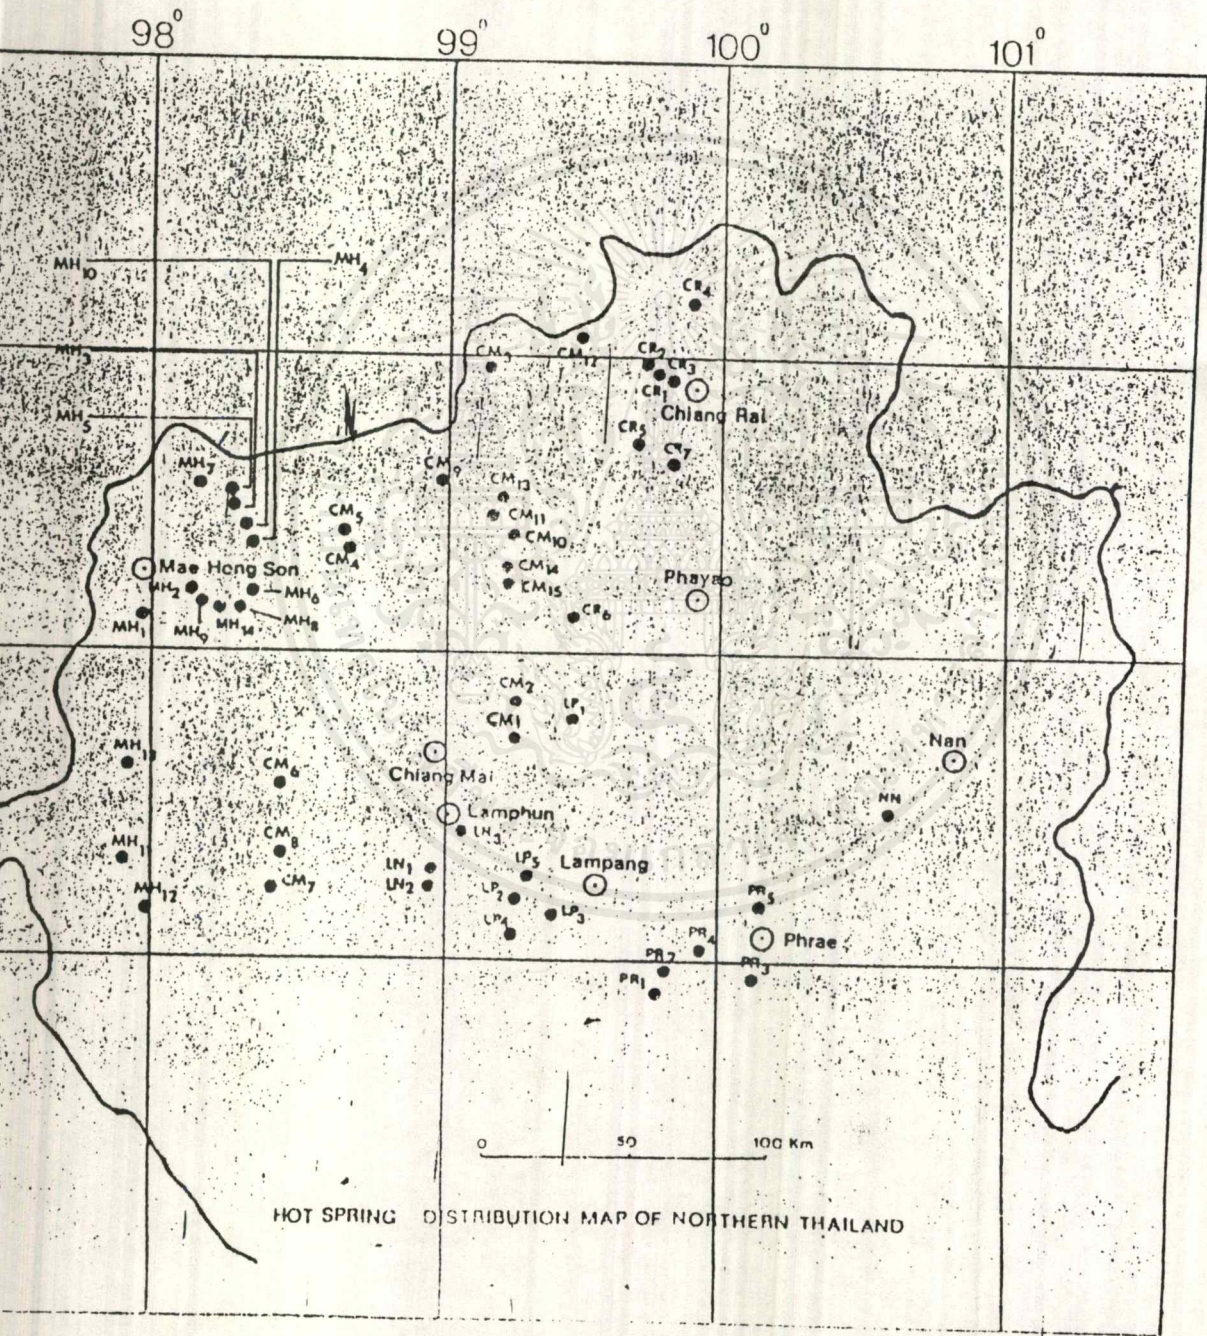 98° 99° 100° 101°
MH10 MH4
CR4
MH3 CM3 CM12 CR2 CR3
CR1
Chiang Rai
MH5
CR5
CR7
MH7 CM9
CM13
CM5 CM11
CM10
CM4
Mae Hong Son CM14 Phayao
MH2 MH6 CM15
CR6
MH1 MH9 MH14 MH8
CM2 LP1
CM1
Nan
MH13 CM6 Chiang Mai
NN
Lamphun
LN3
MH1 CM8
LN1 LP5 Lampang
CM7 LN2
MH12 LP2 PR5
LP3
LP4 PR4 Phrae
PR2 PR3
PR1
0 50 100 Km
HOT SPRING DISTRIBUTION MAP OF NORTHERN THAILAND